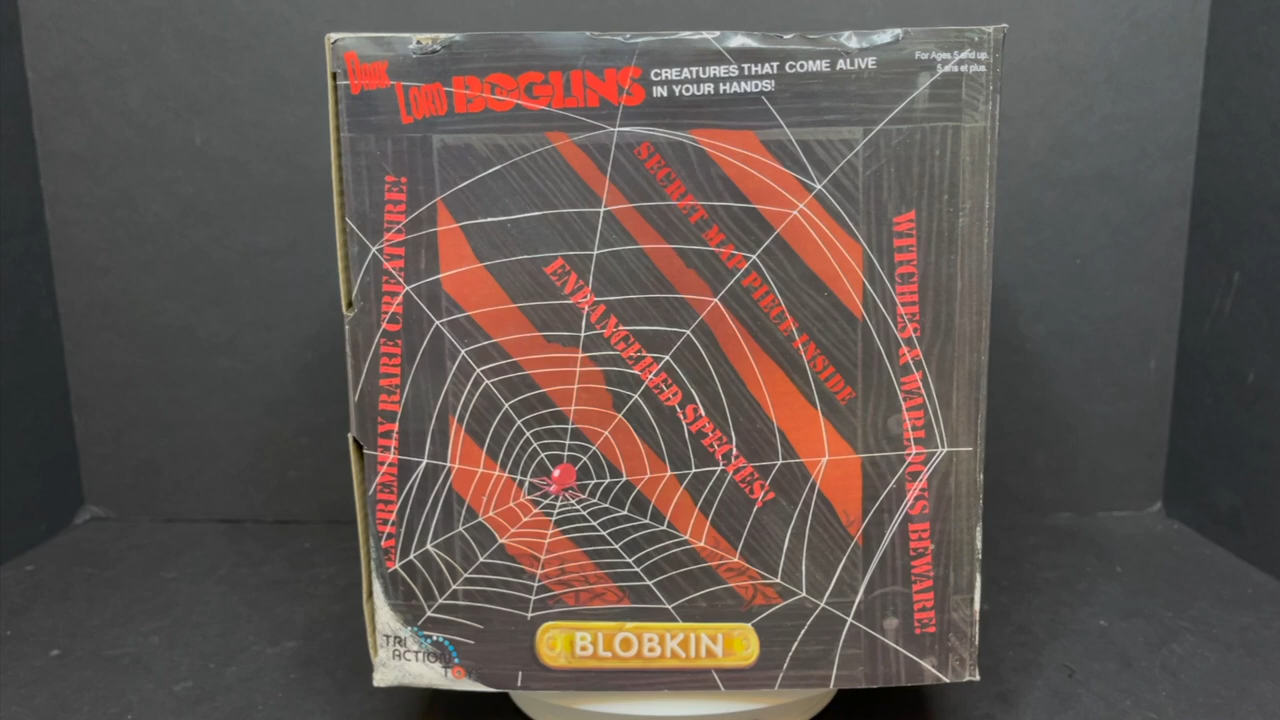 DARK
LORD BOGLINS
CREATURES THAT COME ALIVE
IN YOUR HANDS!
For Ages 5 and up.
5 ans et plus.
EXTREMELY RARE CREATURE!
SECRET MAP PIECE INSIDE
ENDANGERED SPECIES!
WITCHES & WARLOCKS BEWARE!
TRI
ACTION
TOYS
BLOBKIN